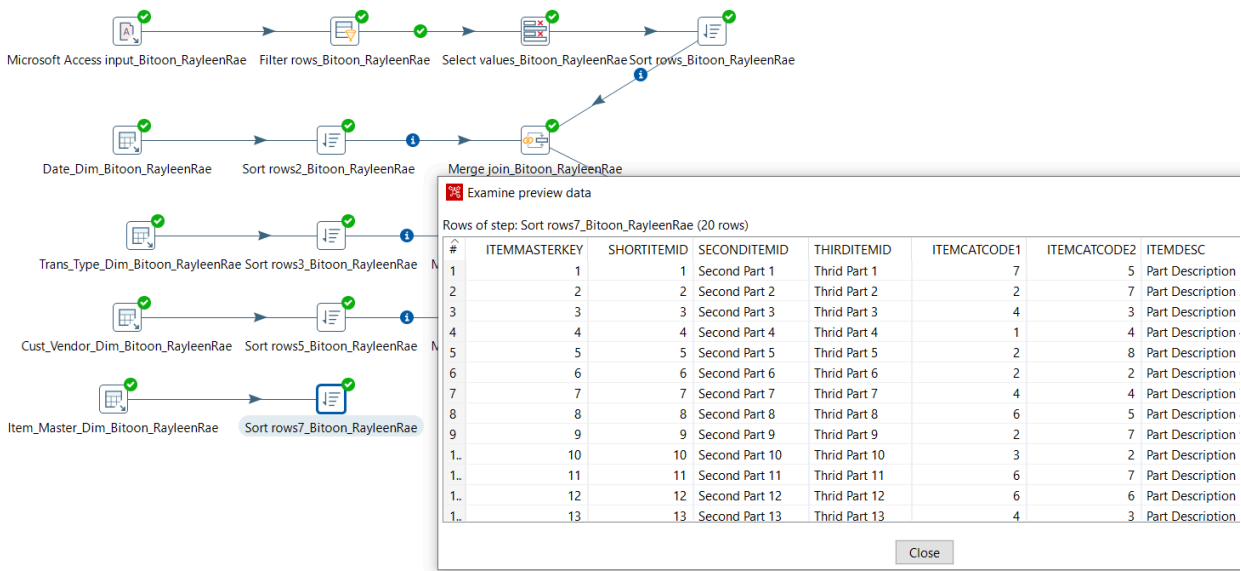 Microsoft Access input_Bitoon_RayleenRae Filter rows_Bitoon_RayleenRae Select values_Bitoon_RayleenRae Sort rows_Bitoon_RayleenRae
Date_Dim_Bitoon_RayleenRae Sort rows2_Bitoon_RayleenRae Merge join_Bitoon_RayleenRae
Trans_Type_Dim_Bitoon_RayleenRae Sort rows3_Bitoon_RayleenRae
Cust_Vendor_Dim_Bitoon_RayleenRae Sort rows5_Bitoon_RayleenRae
Item_Master_Dim_Bitoon_RayleenRae Sort rows7_Bitoon_RayleenRae
Examine preview data
Rows of step: Sort rows7_Bitoon_RayleenRae (20 rows)
# ITEMMASTERKEY SHORTITEMID SECONDITEMID THIRDITEMID ITEMCATCODE1 ITEMCATCODE2 ITEMDESC
1 1 1 Second Part 1 Thrid Part 1 7 5 Part Description
2 2 2 Second Part 2 Thrid Part 2 2 7 Part Description
3 3 3 Second Part 3 Thrid Part 3 4 3 Part Description
4 4 4 Second Part 4 Thrid Part 4 1 4 Part Description
5 5 5 Second Part 5 Thrid Part 5 2 8 Part Description
6 6 6 Second Part 6 Thrid Part 6 2 2 Part Description
7 7 7 Second Part 7 Thrid Part 7 4 4 Part Description
8 8 8 Second Part 8 Thrid Part 8 6 5 Part Description
9 9 9 Second Part 9 Thrid Part 9 2 7 Part Description
1.. 10 10 Second Part 10 Thrid Part 10 3 2 Part Description
1.. 11 11 Second Part 11 Thrid Part 11 6 7 Part Description
1.. 12 12 Second Part 12 Thrid Part 12 6 6 Part Description
1.. 13 13 Second Part 13 Thrid Part 13 4 3 Part Description
Close